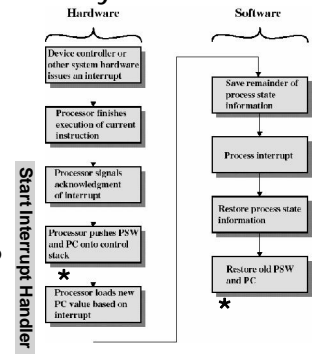 Hardware
Device controller or
other system hardware
issues an interrupt
Processor finishes
execution of current
instruction
Processor signals
acknowledgment
of interrupt
Processor pushes PSW
and PC onto control
stack
*
Processor loads new
PC value based on
interrupt
Start Interrupt Handler
Software
Save remainder of
process state
information
Process interrupt
Restore process state
information
Restore old PSW
and PC
*